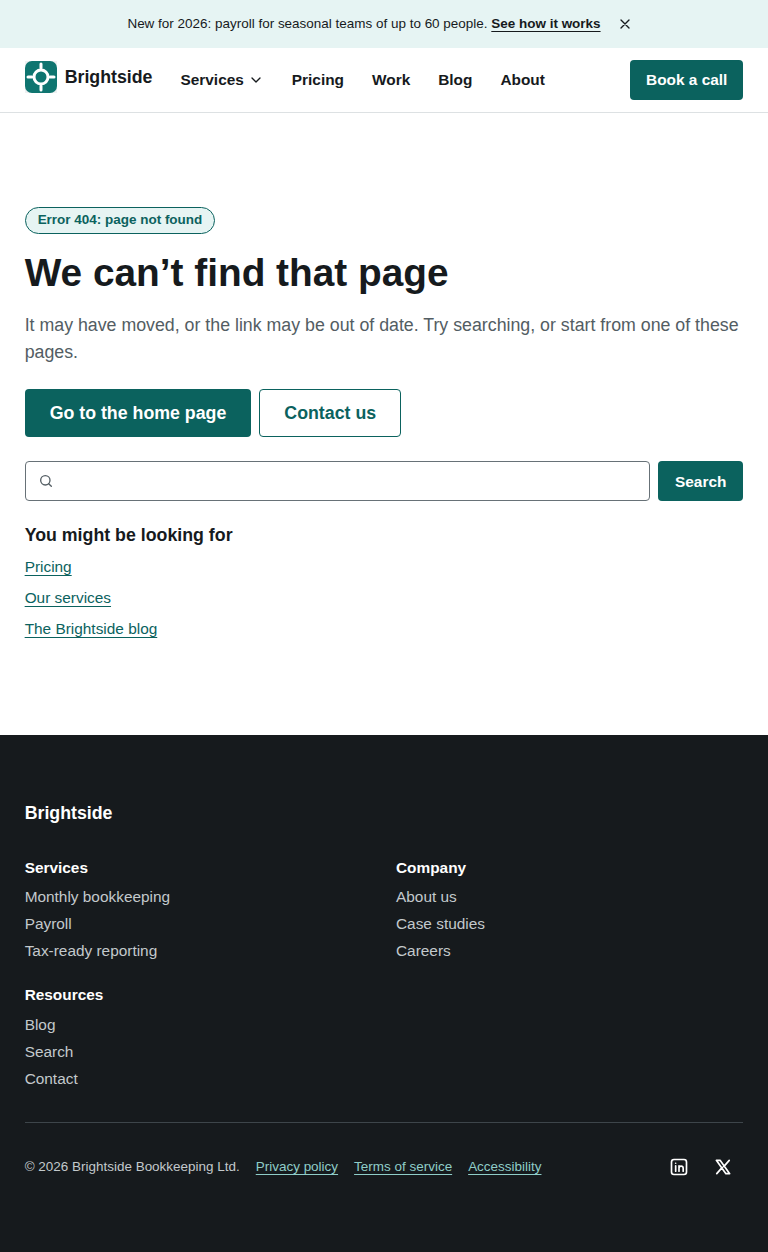 New for 2026: payroll for seasonal teams of up to 60 people. See how it works
Brightside
Services
Pricing
Work
Blog
About
Book a call
Error 404: page not found
We can’t find that page
It may have moved, or the link may be out of date. Try searching, or start from one of these
pages.
Go to the home page
Contact us
Search
You might be looking for
Pricing
Our services
The Brightside blog
Brightside
Services
Monthly bookkeeping
Payroll
Tax-ready reporting
Company
About us
Case studies
Careers
Resources
Blog
Search
Contact
© 2026 Brightside Bookkeeping Ltd.
Privacy policy
Terms of service
Accessibility